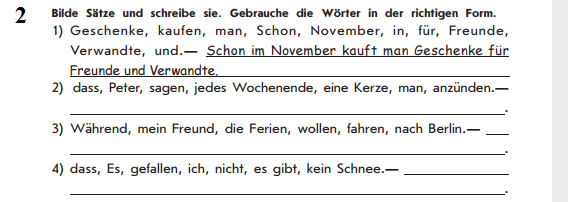 2 Bilde Sätze und schreibe sie. Gebrauche die Wörter in der richtigen Form.
1) Geschenke, kaufen, man, Schon, November, in, für, Freunde,
Verwandte, und.— Schon im November kauft man Geschenke für
Freunde und Verwandte.
2) dass, Peter, sagen, jedes Wochenende, eine Kerze, man, anzünden.—
.
3) Während, mein Freund, die Ferien, wollen, fahren, nach Berlin.—
.
4) dass, Es, gefallen, ich, nicht, es gibt, kein Schnee.—
.